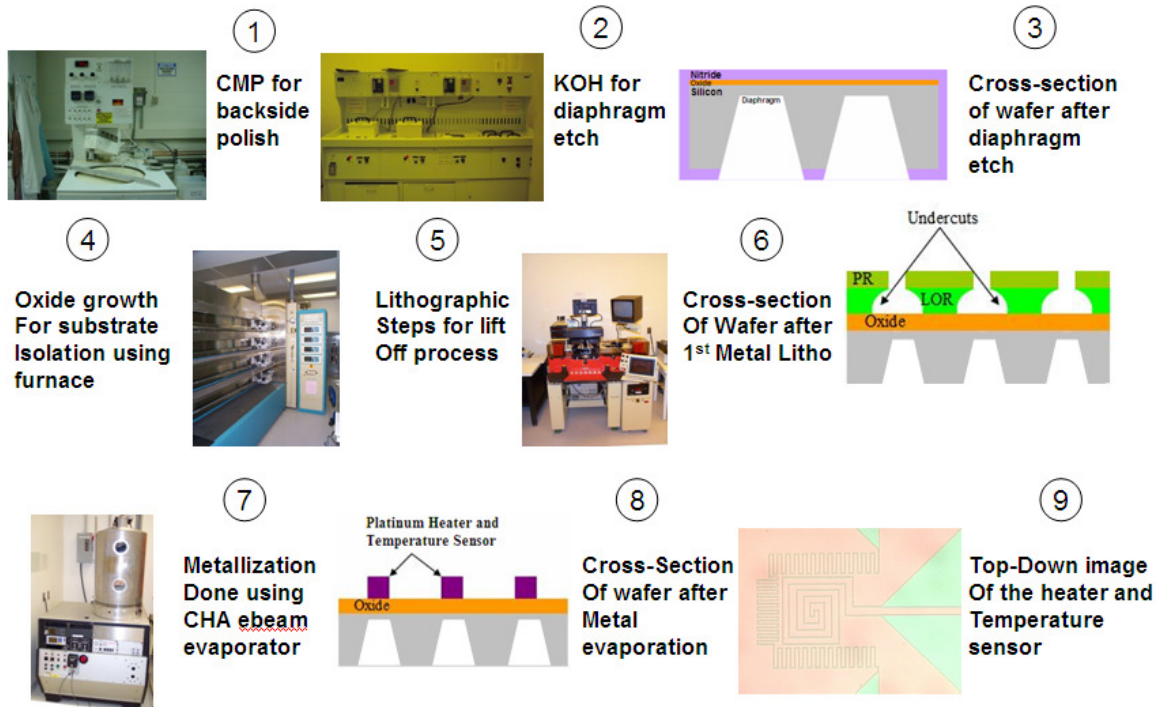 1
CMP for
backside
polish
2
KOH for
diaphragm
etch
3
Nitride
Oxide
Silicon
Diaphragm
Cross-section
of wafer after
diaphragm
etch
4
Oxide growth
For substrate
Isolation using
furnace
5
Lithographic
Steps for lift
Off process
6
Cross-section
Of Wafer after
1st Metal Litho
Undercuts
PR
LOR
Oxide
7
Metallization
Done using
CHA ebeam
evaporator
Platinum Heater and
Temperature Sensor
Oxide
8
Cross-Section
Of wafer after
Metal
evaporation
9
Top-Down image
Of the heater and
Temperature
sensor